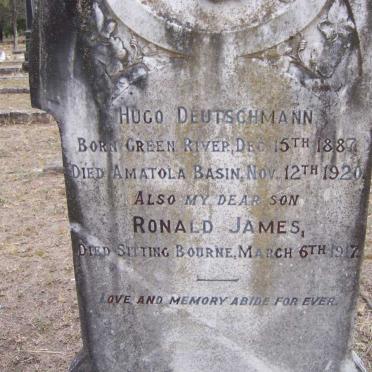 HUGO DEUTSCHMANN
BORN GREEN RIVER, DEC. 15TH 1887.
DIED AMATOLA BASIN, NOV. 12TH 1920.
ALSO MY DEAR SON
RONALD JAMES,
DIED SITTING BOURNE, MARCH 6TH 1917.
LOVE AND MEMORY ABIDE FOR EVER.